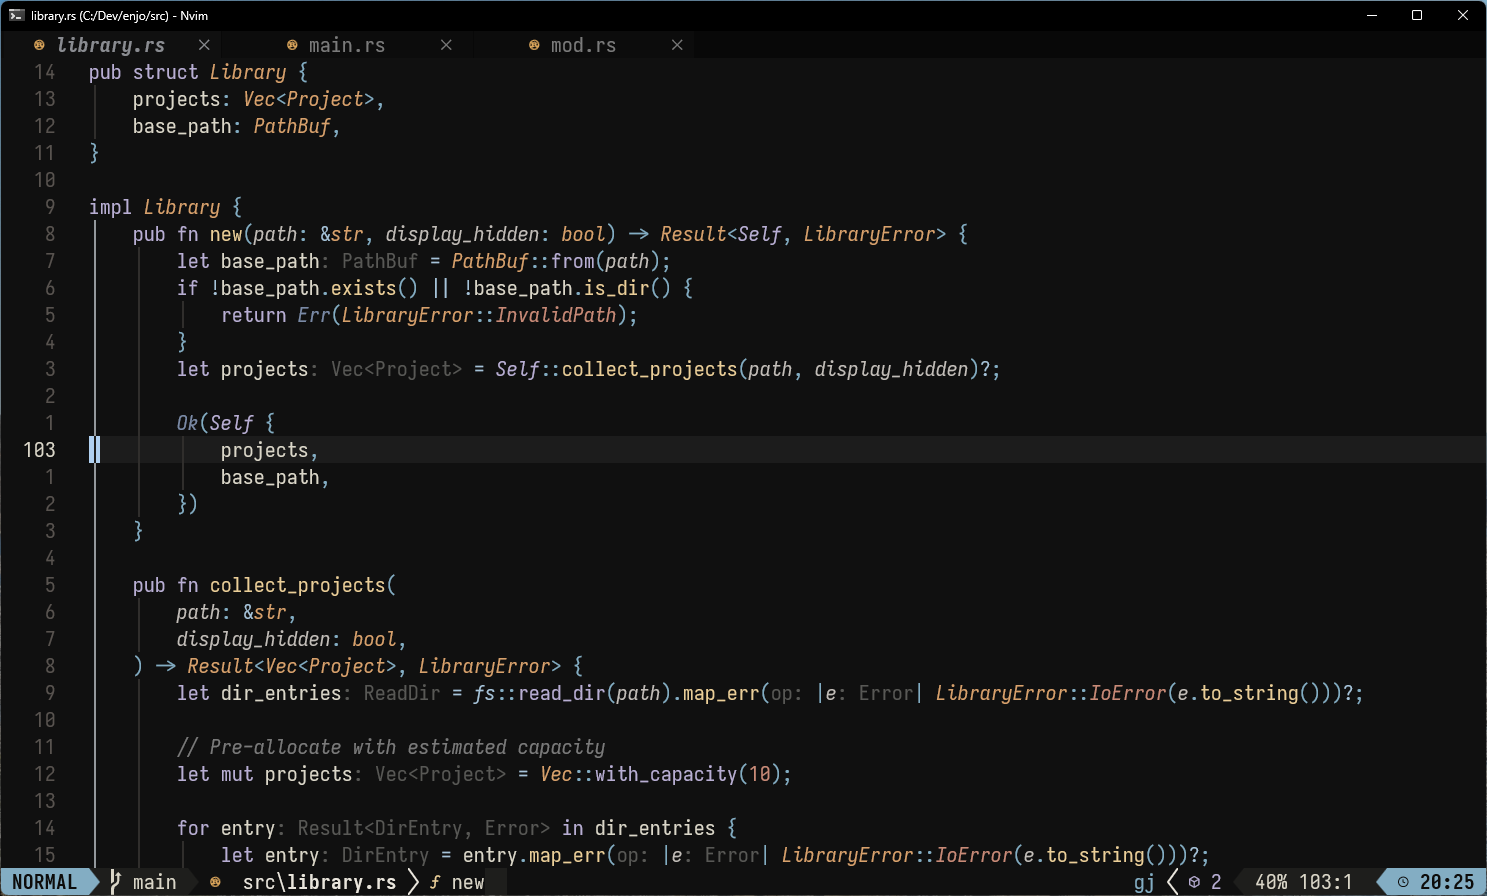 library.rs (C:/Dev/enjo/src) - Nvim
library.rs main.rs mod.rs
14 pub struct Library {
13 projects: Vec<Project>,
12 base_path: PathBuf,
11 }
10
9 impl Library {
8 pub fn new(path: &str, display_hidden: bool) -> Result<Self, LibraryError> {
7 let base_path: PathBuf = PathBuf::from(path);
6 if !base_path.exists() || !base_path.is_dir() {
5 return Err(LibraryError::InvalidPath);
4 }
3 let projects: Vec<Project> = Self::collect_projects(path, display_hidden)?;
2
1 Ok(Self {
103 projects,
1 base_path,
2 })
3 }
4
5 pub fn collect_projects(
6 path: &str,
7 display_hidden: bool,
8 ) -> Result<Vec<Project>, LibraryError> {
9 let dir_entries: ReadDir = fs::read_dir(path).map_err(op: |e: Error| LibraryError::IoError(e.to_string()))?;
10
11 // Pre-allocate with estimated capacity
12 let mut projects: Vec<Project> = Vec::with_capacity(10);
13
14 for entry: Result<DirEntry, Error> in dir_entries {
15 let entry: DirEntry = entry.map_err(op: |e: Error| LibraryError::IoError(e.to_string()))?;
NORMAL main src\library.rs f new gj 2 40% 103:1 20:25